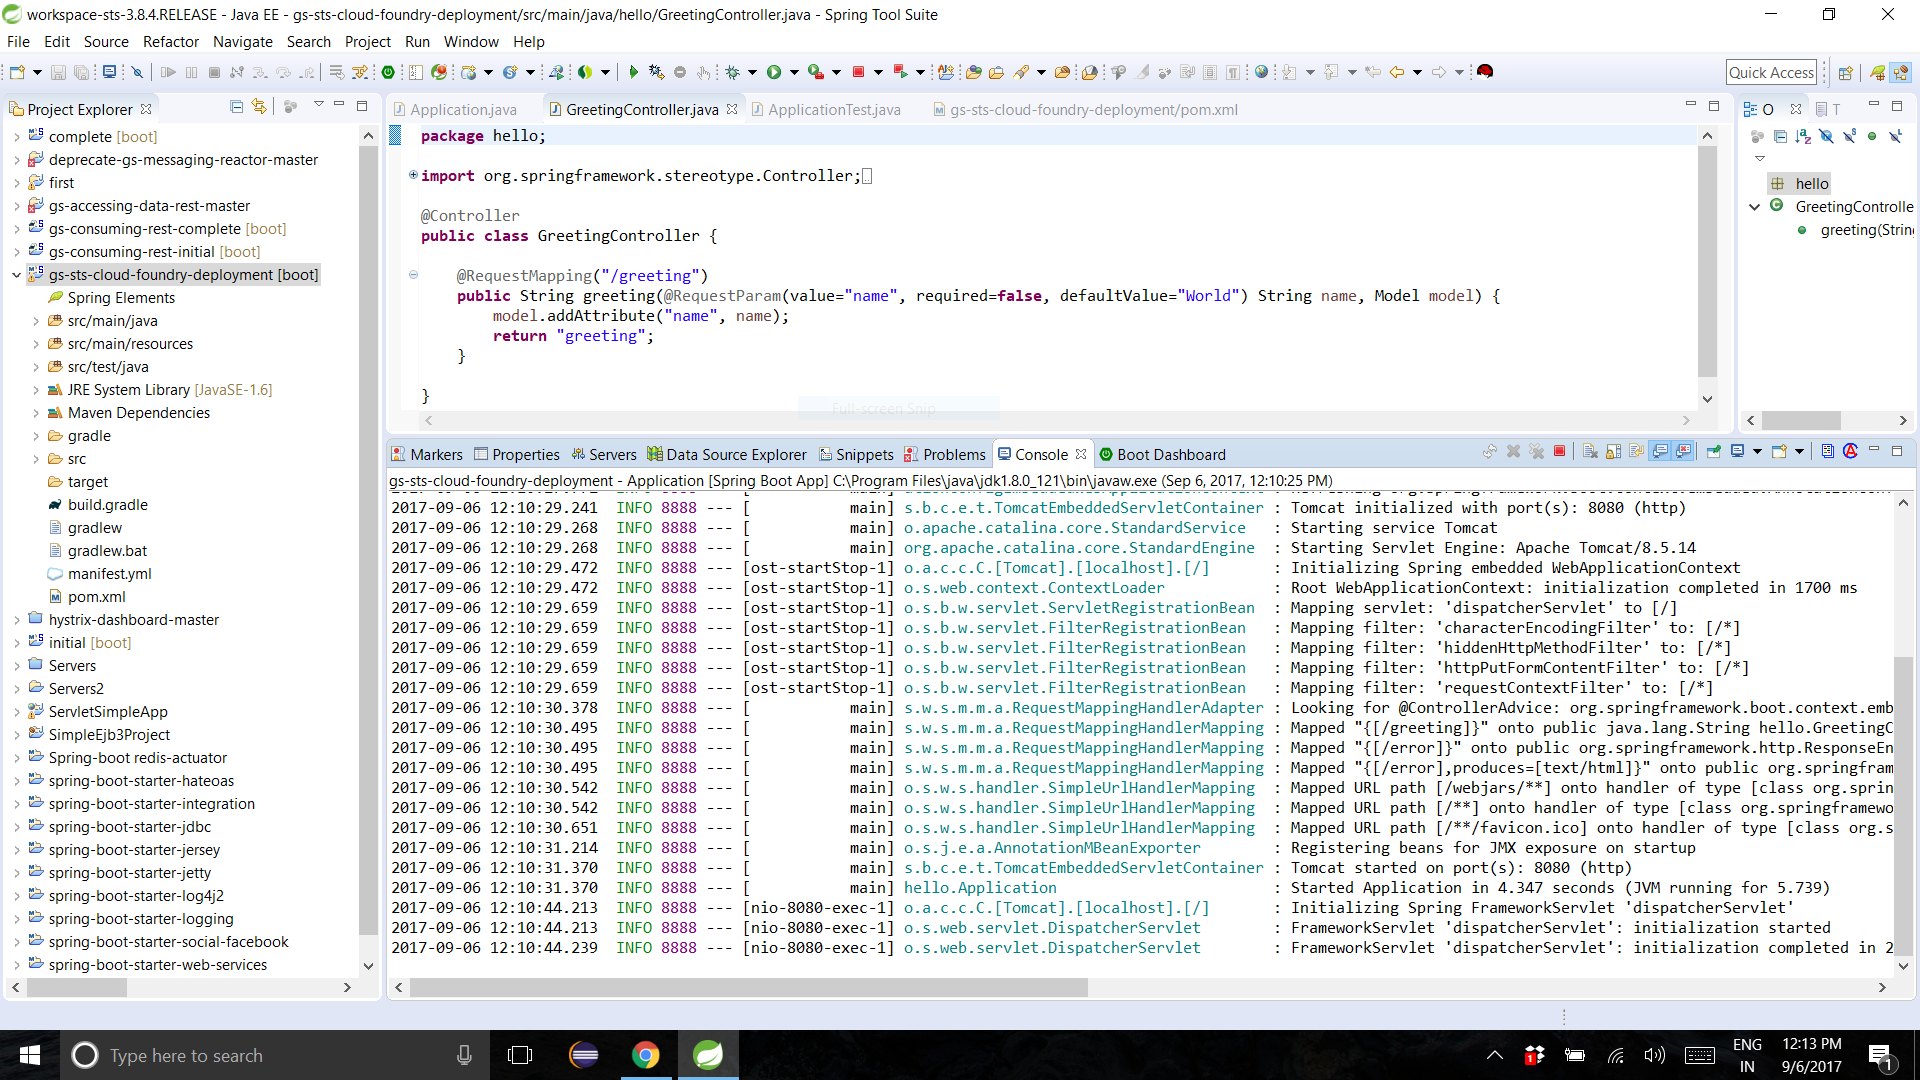 workspace-sts-3.8.4.RELEASE - Java EE - gs-sts-cloud-foundry-deployment/src/main/java/hello/GreetingController.java - Spring Tool Suite
File Edit Source Refactor Navigate Search Project Run Window Help
Quick Access
Project Explorer
complete [boot]
deprecate-gs-messaging-reactor-master
first
gs-accessing-data-rest-master
gs-consuming-rest-complete [boot]
gs-consuming-rest-initial [boot]
gs-sts-cloud-foundry-deployment [boot]
Spring Elements
src/main/java
src/main/resources
src/test/java
JRE System Library [JavaSE-1.6]
Maven Dependencies
gradle
src
target
build.gradle
gradlew
gradlew.bat
manifest.yml
pom.xml
hystrix-dashboard-master
initial [boot]
Servers
Servers2
ServletSimpleApp
SimpleEjb3Project
Spring-boot redis-actuator
spring-boot-starter-hateoas
spring-boot-starter-integration
spring-boot-starter-jdbc
spring-boot-starter-jersey
spring-boot-starter-jetty
spring-boot-starter-log4j2
spring-boot-starter-logging
spring-boot-starter-social-facebook
spring-boot-starter-web-services
Application.java GreetingController.java ApplicationTest.java gs-sts-cloud-foundry-deployment/pom.xml
package hello;
import org.springframework.stereotype.Controller;
@Controller
public class GreetingController {
@RequestMapping("/greeting")
public String greeting(@RequestParam(value="name", required=false, defaultValue="World") String name, Model model) {
model.addAttribute("name", name);
return "greeting";
}
}
Full-screen Snip
O T
hello
GreetingControlle
greeting(Strin
Markers Properties Servers Data Source Explorer Snippets Problems Console Boot Dashboard
gs-sts-cloud-foundry-deployment - Application [Spring Boot App] C:\Program Files\java\jdk1.8.0_121\bin\javaw.exe (Sep 6, 2017, 12:10:25 PM)
2017-09-06 12:10:29.241 INFO 8888 --- [ main] s.b.c.e.t.TomcatEmbeddedServletContainer : Tomcat initialized with port(s): 8080 (http)
2017-09-06 12:10:29.268 INFO 8888 --- [ main] o.apache.catalina.core.StandardService : Starting service Tomcat
2017-09-06 12:10:29.268 INFO 8888 --- [ main] org.apache.catalina.core.StandardEngine : Starting Servlet Engine: Apache Tomcat/8.5.14
2017-09-06 12:10:29.472 INFO 8888 --- [ost-startStop-1] o.a.c.c.C.[Tomcat].[localhost].[/] : Initializing Spring embedded WebApplicationContext
2017-09-06 12:10:29.472 INFO 8888 --- [ost-startStop-1] o.s.web.context.ContextLoader : Root WebApplicationContext: initialization completed in 1700 ms
2017-09-06 12:10:29.659 INFO 8888 --- [ost-startStop-1] o.s.b.w.servlet.ServletRegistrationBean : Mapping servlet: 'dispatcherServlet' to [/]
2017-09-06 12:10:29.659 INFO 8888 --- [ost-startStop-1] o.s.b.w.servlet.FilterRegistrationBean : Mapping filter: 'characterEncodingFilter' to: [/*]
2017-09-06 12:10:29.659 INFO 8888 --- [ost-startStop-1] o.s.b.w.servlet.FilterRegistrationBean : Mapping filter: 'hiddenHttpMethodFilter' to: [/*]
2017-09-06 12:10:29.659 INFO 8888 --- [ost-startStop-1] o.s.b.w.servlet.FilterRegistrationBean : Mapping filter: 'httpPutFormContentFilter' to: [/*]
2017-09-06 12:10:29.659 INFO 8888 --- [ost-startStop-1] o.s.b.w.servlet.FilterRegistrationBean : Mapping filter: 'requestContextFilter' to: [/*]
2017-09-06 12:10:30.378 INFO 8888 --- [ main] s.w.s.m.m.a.RequestMappingHandlerAdapter : Looking for @ControllerAdvice: org.springframework.boot.context.emb
2017-09-06 12:10:30.495 INFO 8888 --- [ main] s.w.s.m.m.a.RequestMappingHandlerMapping : Mapped "{[/greeting]}" onto public java.lang.String hello.GreetingC
2017-09-06 12:10:30.495 INFO 8888 --- [ main] s.w.s.m.m.a.RequestMappingHandlerMapping : Mapped "{[/error]}" onto public org.springframework.http.ResponseEn
2017-09-06 12:10:30.495 INFO 8888 --- [ main] s.w.s.m.m.a.RequestMappingHandlerMapping : Mapped "{[/error],produces=[text/html]}" onto public org.springfram
2017-09-06 12:10:30.542 INFO 8888 --- [ main] o.s.w.s.handler.SimpleUrlHandlerMapping : Mapped URL path [/webjars/**] onto handler of type [class org.sprin
2017-09-06 12:10:30.542 INFO 8888 --- [ main] o.s.w.s.handler.SimpleUrlHandlerMapping : Mapped URL path [/**] onto handler of type [class org.springframewo
2017-09-06 12:10:30.651 INFO 8888 --- [ main] o.s.w.s.handler.SimpleUrlHandlerMapping : Mapped URL path [/**/favicon.ico] onto handler of type [class org.s
2017-09-06 12:10:31.214 INFO 8888 --- [ main] o.s.j.e.a.AnnotationMBeanExporter : Registering beans for JMX exposure on startup
2017-09-06 12:10:31.370 INFO 8888 --- [ main] s.b.c.e.t.TomcatEmbeddedServletContainer : Tomcat started on port(s): 8080 (http)
2017-09-06 12:10:31.370 INFO 8888 --- [ main] hello.Application : Started Application in 4.347 seconds (JVM running for 5.739)
2017-09-06 12:10:44.213 INFO 8888 --- [nio-8080-exec-1] o.a.c.c.C.[Tomcat].[localhost].[/] : Initializing Spring FrameworkServlet 'dispatcherServlet'
2017-09-06 12:10:44.213 INFO 8888 --- [nio-8080-exec-1] o.s.web.servlet.DispatcherServlet : FrameworkServlet 'dispatcherServlet': initialization started
2017-09-06 12:10:44.239 INFO 8888 --- [nio-8080-exec-1] o.s.web.servlet.DispatcherServlet : FrameworkServlet 'dispatcherServlet': initialization completed in 2
Type here to search
ENG
IN
12:13 PM
9/6/2017
1
1